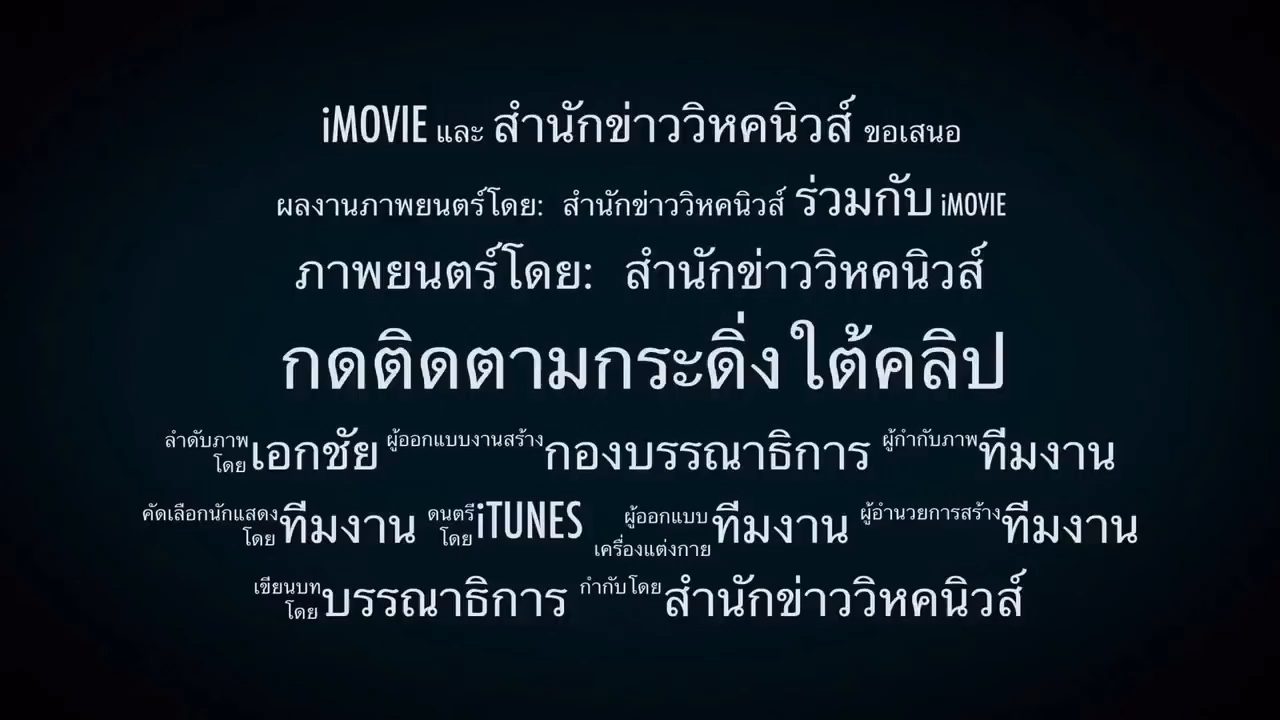 iMOVIE และ สำนักข่าววิหคนิวส์ ขอเสนอ
ผลงานภาพยนตร์โดย: สำนักข่าววิหคนิวส์ ร่วมกับ iMOVIE
ภาพยนตร์โดย: สำนักข่าววิหคนิวส์
กดติดตามกระดิ่ง ใต้คลิป
ลำดับภาพโดย เอกชัย ผู้ออกแบบงานสร้าง กองบรรณาธิการ ผู้กำกับภาพ ทีมงาน
คัดเลือกนักแสดงโดย ทีมงาน ดนตรีโดย iTUNES ผู้ออกแบบเครื่องแต่งกาย ทีมงาน ผู้อำนวยการสร้าง ทีมงาน
เขียนบทโดย บรรณาธิการ กำกับโดย สำนักข่าววิหคนิวส์